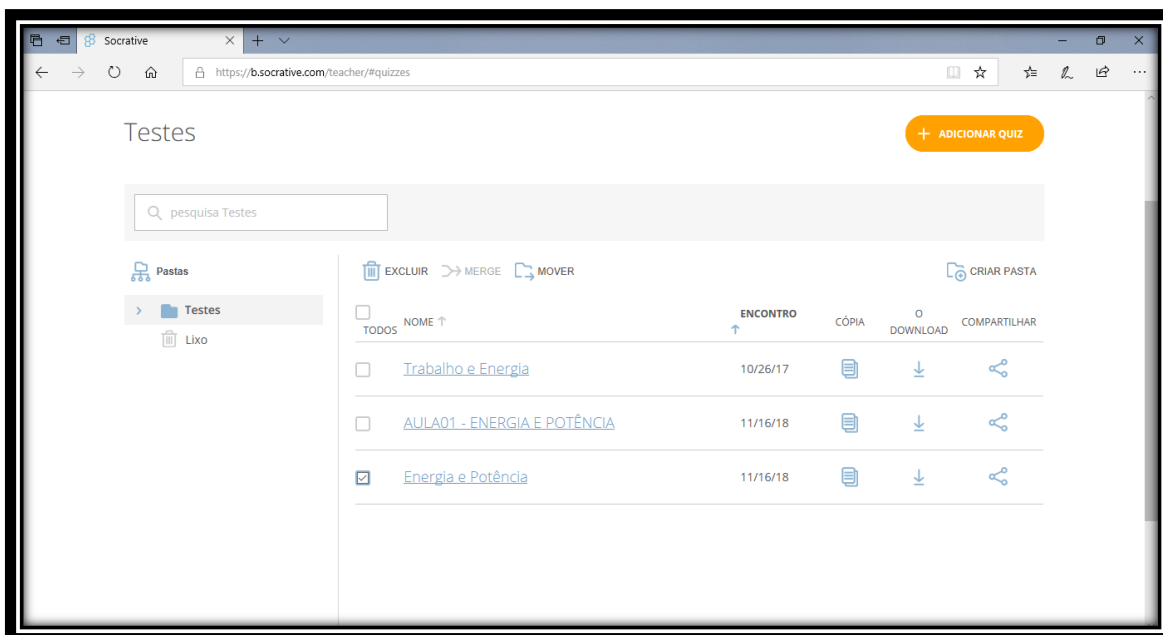 Socrative
https://b.socrative.com/teacher/#quizzes
Testes
ADICIONAR QUIZ
pesquisa Testes
Pastas
EXCLUIR MERGE MOVER
CRIAR PASTA
Testes
Lixo
TODOS NOME ENCONTRO CÓPIA O DOWNLOAD COMPARTILHAR
Trabalho e Energia 10/26/17
AULA01 - ENERGIA E POTÊNCIA 11/16/18
Energia e Potência 11/16/18